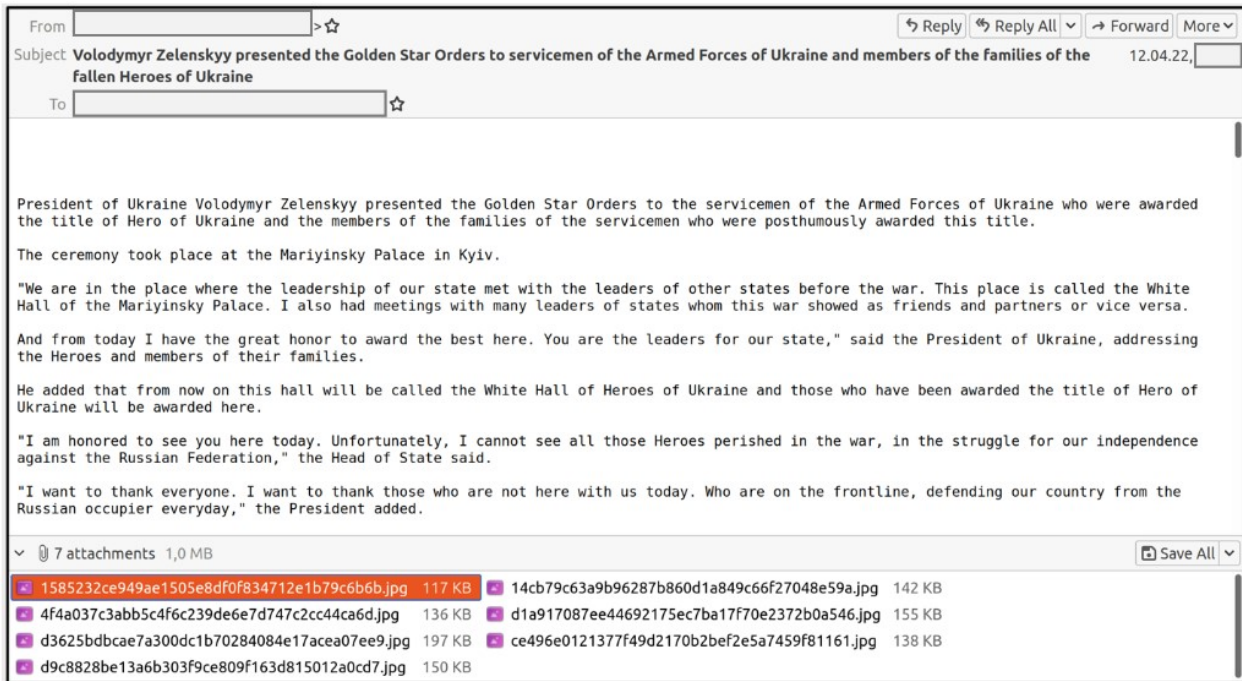 From >☆ Reply Reply All Forward More
Subject Volodymyr Zelenskyy presented the Golden Star Orders to servicemen of the Armed Forces of Ukraine and members of the families of the 12.04.22,
fallen Heroes of Ukraine
To ☆
President of Ukraine Volodymyr Zelenskyy presented the Golden Star Orders to the servicemen of the Armed Forces of Ukraine who were awarded
the title of Hero of Ukraine and the members of the families of the servicemen who were posthumously awarded this title.
The ceremony took place at the Mariyinsky Palace in Kyiv.
"We are in the place where the leadership of our state met with the leaders of other states before the war. This place is called the White
Hall of the Mariyinsky Palace. I also had meetings with many leaders of states whom this war showed as friends and partners or vice versa.
And from today I have the great honor to award the best here. You are the leaders for our state," said the President of Ukraine, addressing
the Heroes and members of their families.
He added that from now on this hall will be called the White Hall of Heroes of Ukraine and those who have been awarded the title of Hero of
Ukraine will be awarded here.
"I am honored to see you here today. Unfortunately, I cannot see all those Heroes perished in the war, in the struggle for our independence
against the Russian Federation," the Head of State said.
"I want to thank everyone. I want to thank those who are not here with us today. Who are on the frontline, defending our country from the
Russian occupier everyday," the President added.
7 attachments 1,0 MB Save All
1585232ce949ae1505e8df0f834712e1b79c6b6b.jpg 117 KB 14cb79c63a9b96287b860d1a849c66f27048e59a.jpg 142 KB
4f4a037c3abb5c4f6c239de6e7d747c2cc44ca6d.jpg 136 KB d1a917087ee44692175ec7ba17f70e2372b0a546.jpg 155 KB
d3625bdbcae7a300dc1b70284084e17acea07ee9.jpg 197 KB ce496e0121377f49d2170b2bef2e5a7459f81161.jpg 138 KB
d9c8828be13a6b303f9ce809f163d815012a0cd7.jpg 150 KB